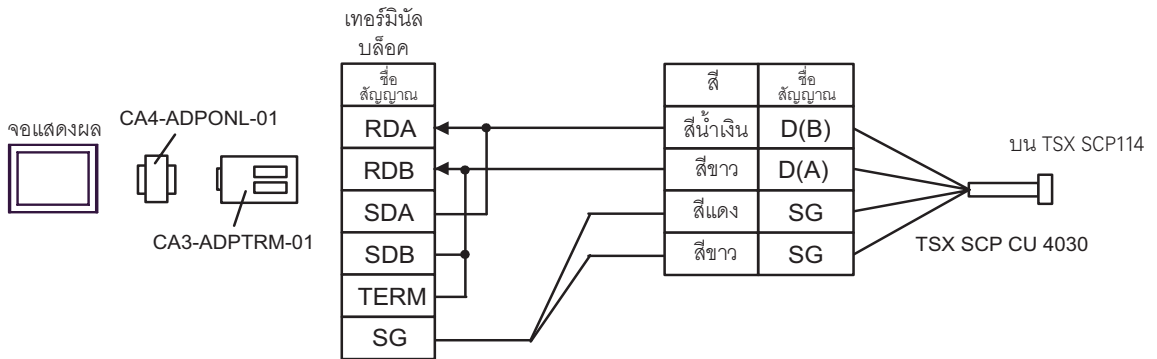 เทอร์มินัล
บล็อค
ชื่อ
สัญญาณ
RDA
RDB
SDA
SDB
TERM
SG
จอแสดงผล
CA4-ADPONL-01
CA3-ADPTRM-01
สี
ชื่อ
สัญญาณ
สีน้ำเงิน D(B)
สีขาว D(A)
สีแดง SG
สีขาว SG
บน TSX SCP114
TSX SCP CU 4030